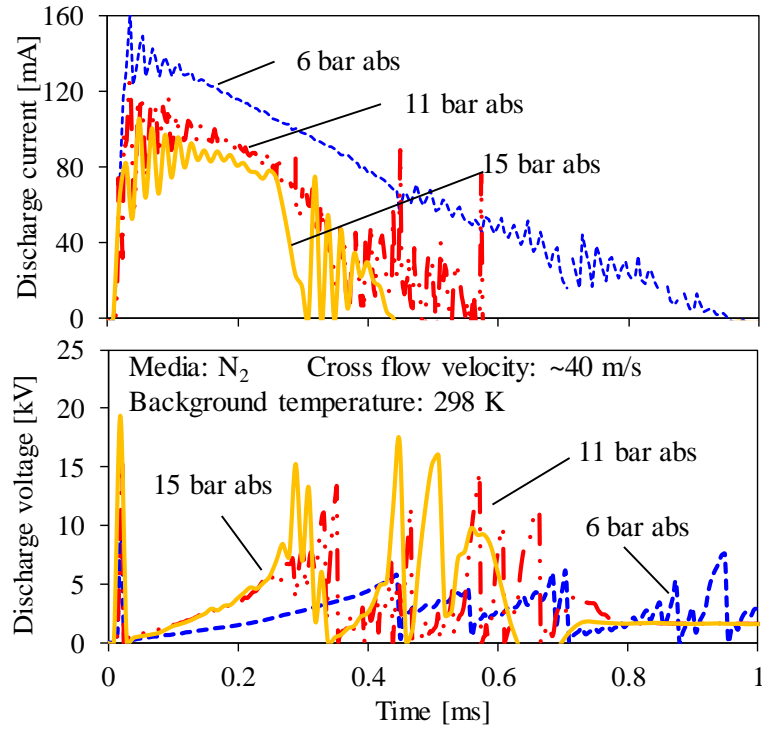 160
120
80
40
0
Discharge current [mA]
6 bar abs
11 bar abs
15 bar abs
25
20
15
10
5
0
Discharge voltage [kV]
Media: N₂ Cross flow velocity: ~40 m/s
Background temperature: 298 K
15 bar abs
11 bar abs
6 bar abs
0 0.2 0.4 0.6 0.8 1
Time [ms]